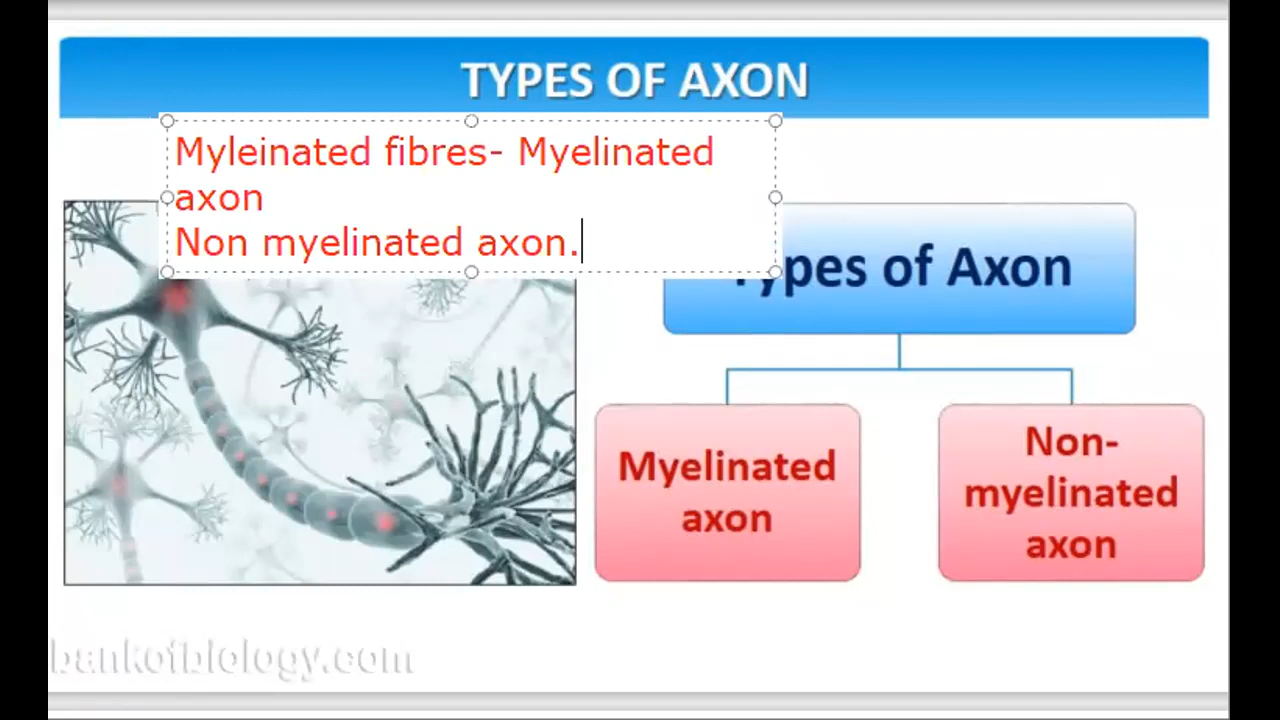 TYPES OF AXON
Myleinated fibres- Myelinated
axon
Non myelinated axon.
Types of Axon
Myelinated
axon
Non-
myelinated
axon
bankofbiology.com